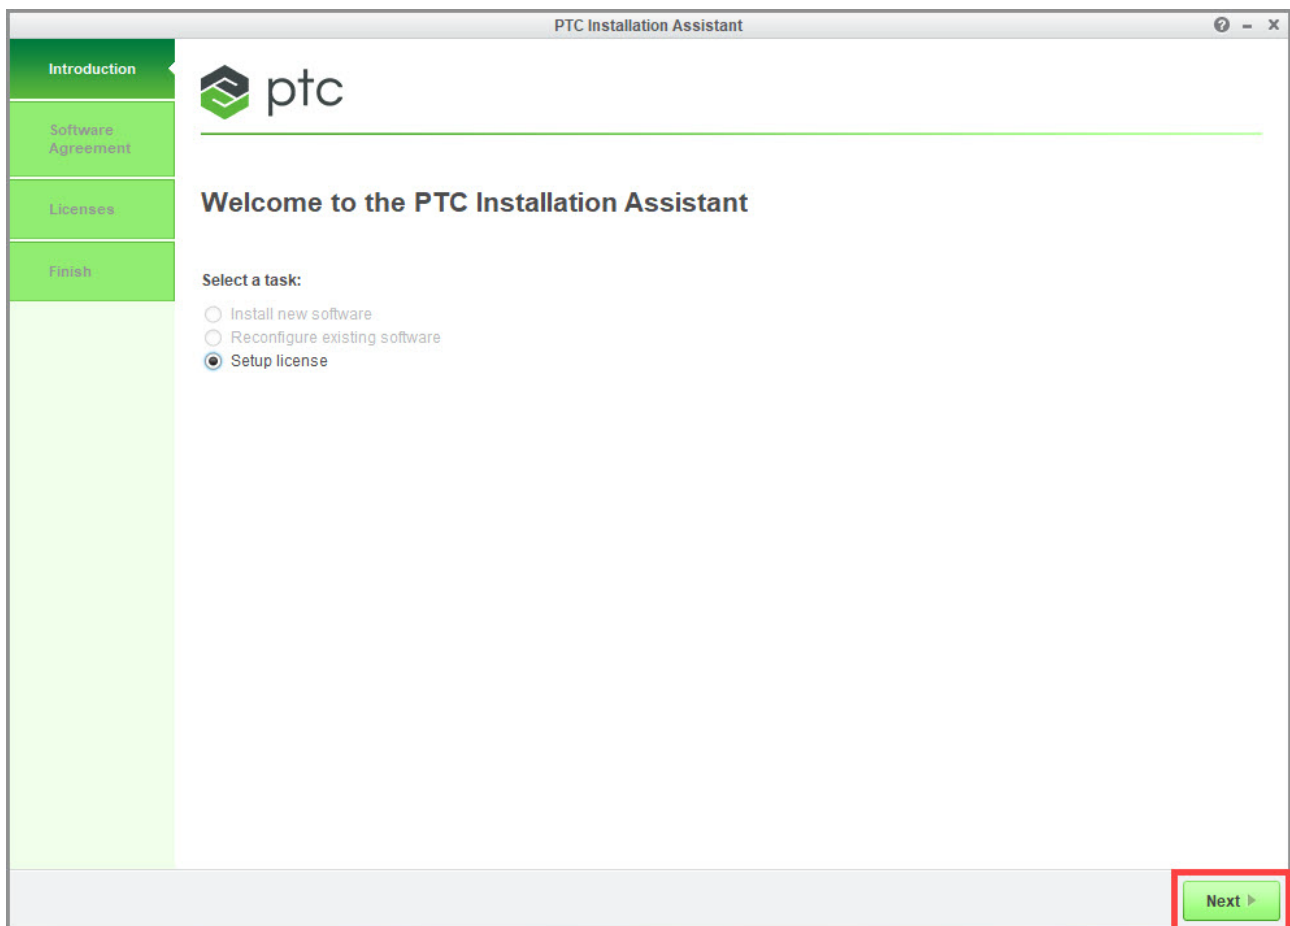 PTC Installation Assistant
Introduction
Software
Agreement
Licenses
Finish
ptc
Welcome to the PTC Installation Assistant
Select a task:
Install new software
Reconfigure existing software
Setup license
Next